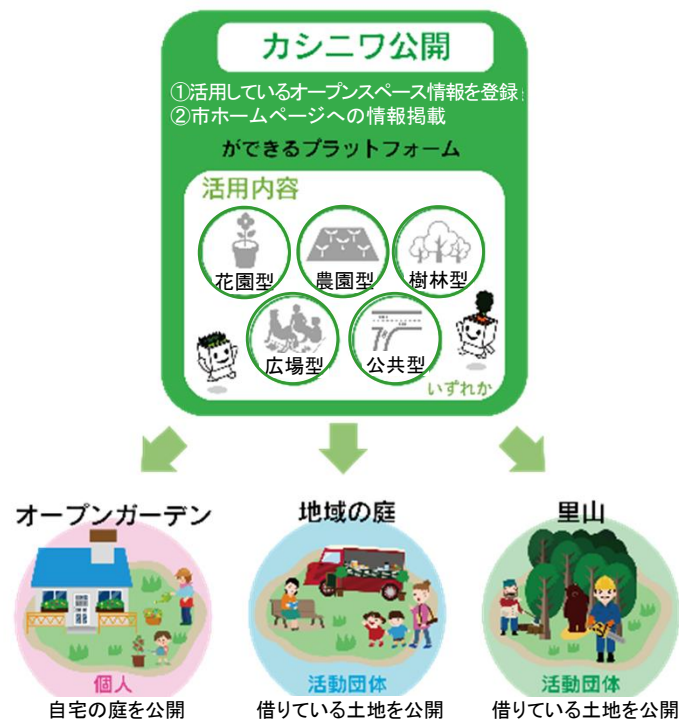 カシニワ公開
①活用しているオープンスペース情報を登録
②市ホームページへの情報掲載
ができるプラットフォーム
活用内容
花園型 農園型 樹林型
広場型 公共型
いずれか
オープンガーデン 地域の庭 里山
個人 活動団体 活動団体
自宅の庭を公開 借りている土地を公開 借りている土地を公開